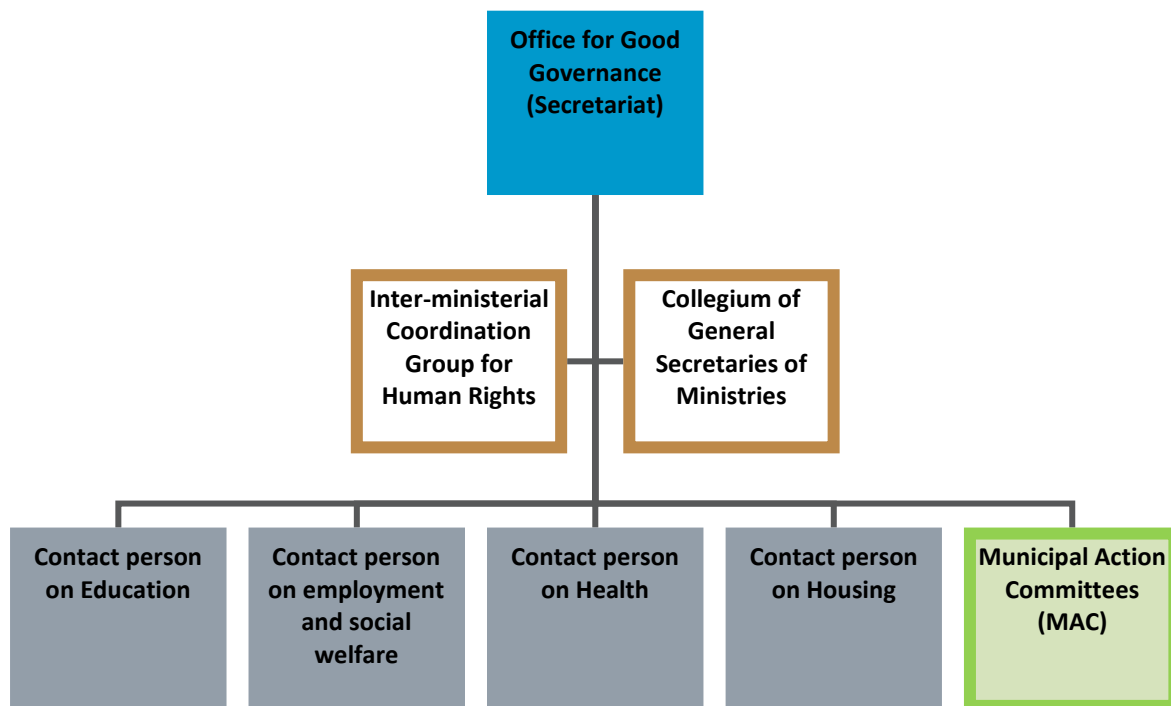 Office for Good
Governance
(Secretariat)
Inter-ministerial
Coordination
Group for
Human Rights
Collegium of
General
Secretaries of
Ministries
Contact person
on Education
Contact person
on employment
and social
welfare
Contact person
on Health
Contact person
on Housing
Municipal Action
Committees
(MAC)